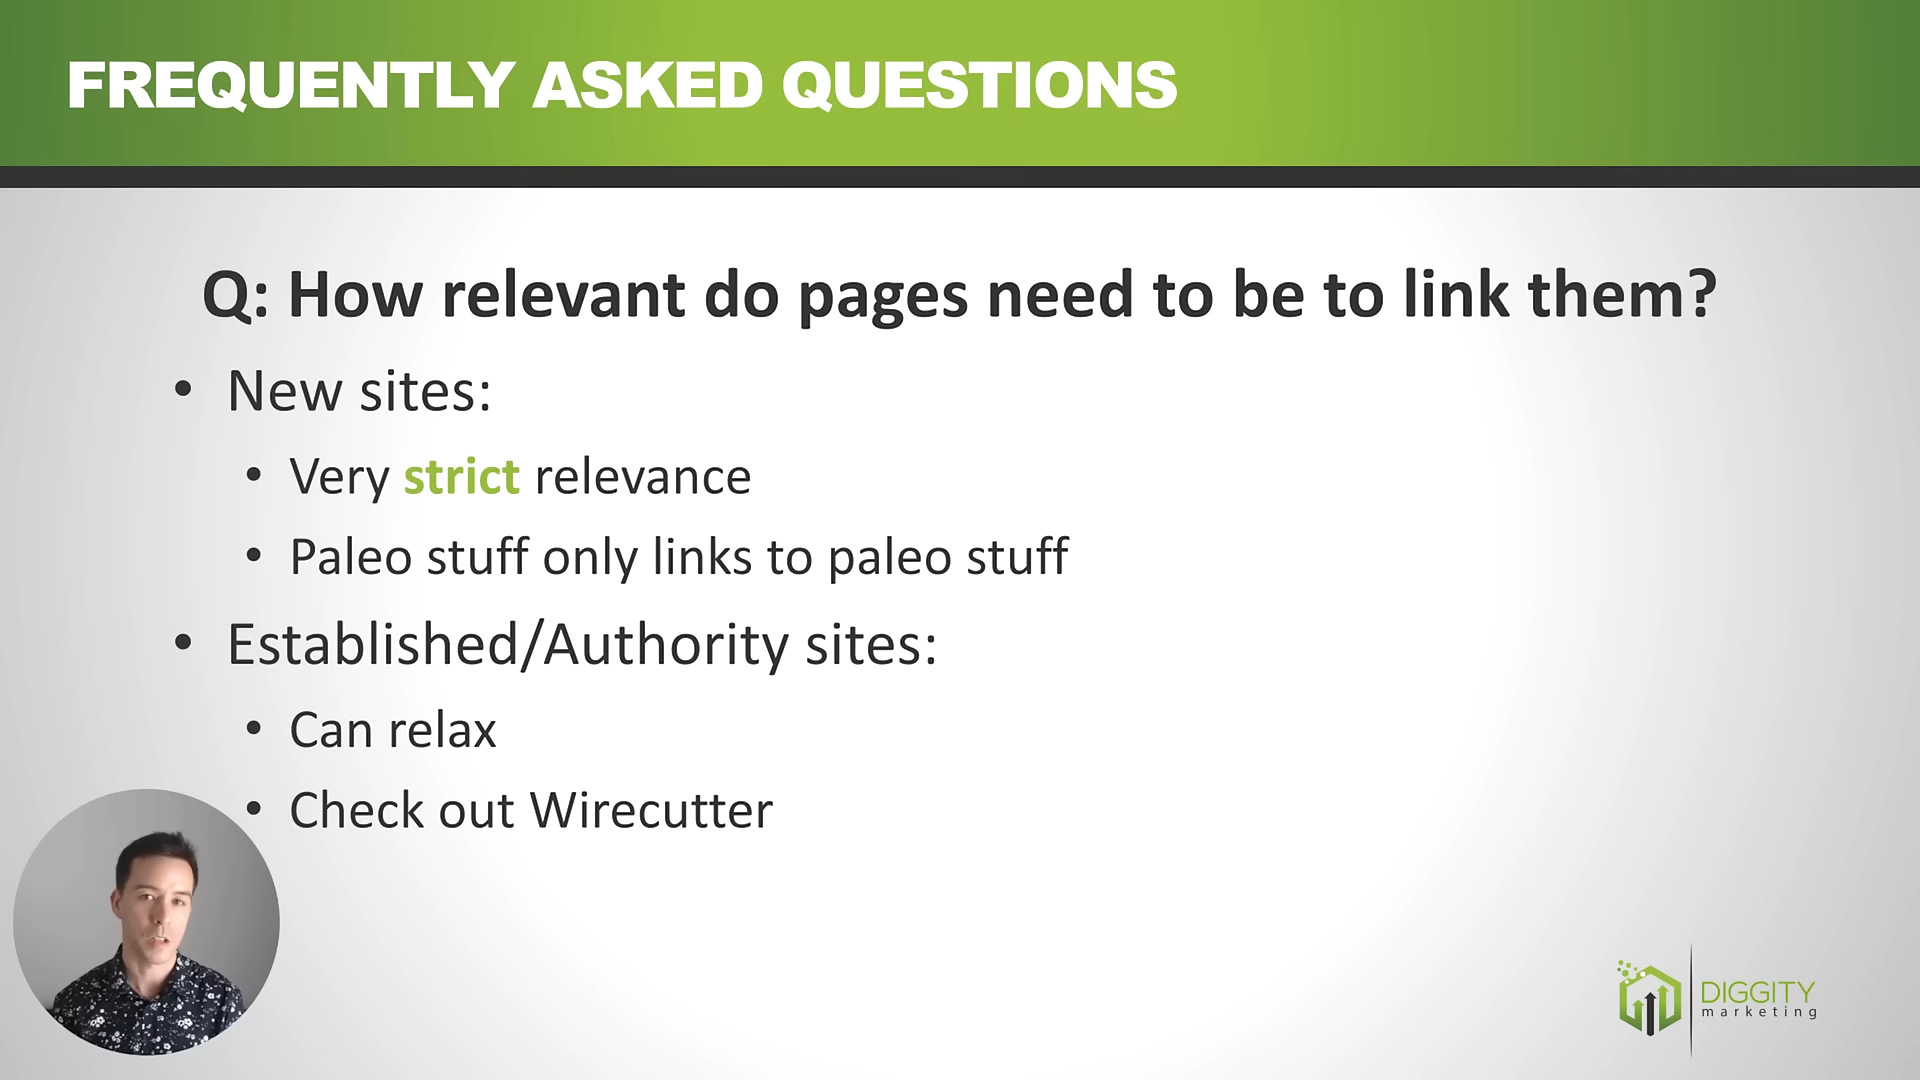 FREQUENTLY ASKED QUESTIONS
Q: How relevant do pages need to be to link them?
• New sites:
• Very strict relevance
• Paleo stuff only links to paleo stuff
• Established/Authority sites:
• Can relax
• Check out Wirecutter
DIGGITY
marketing